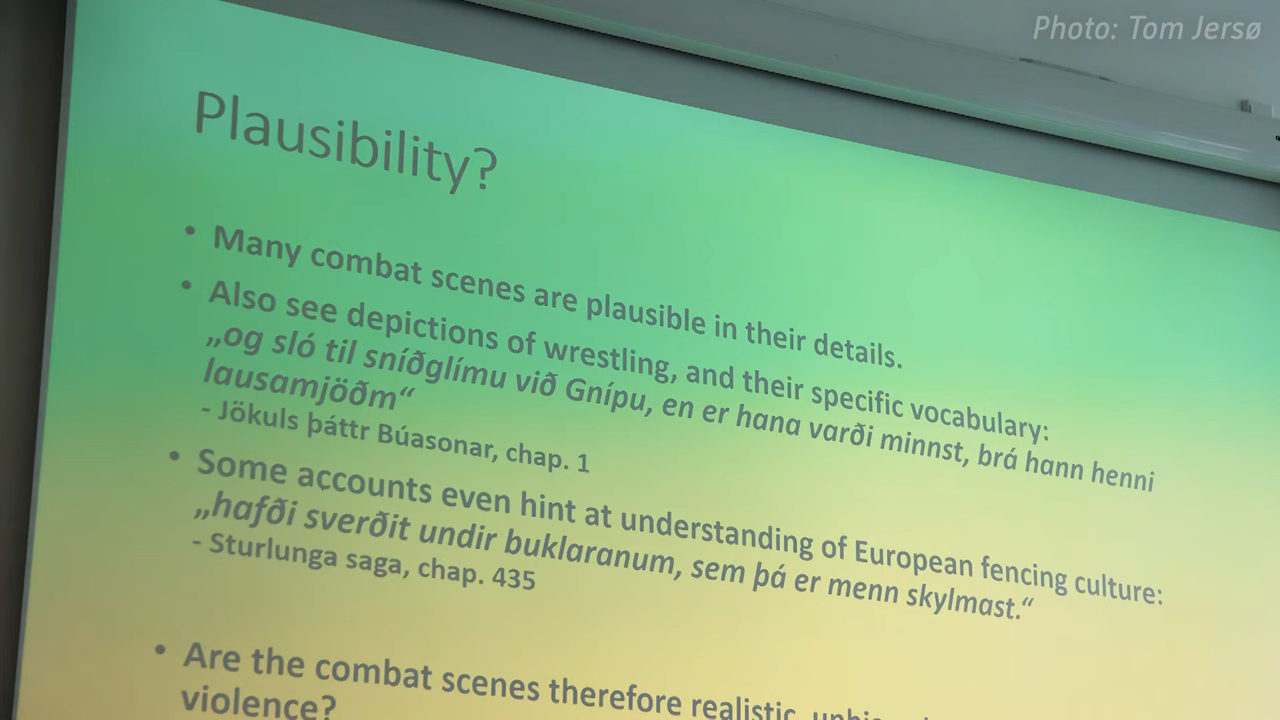 Photo: Tom Jersø
Plausibility?
• Many combat scenes are plausible in their details.
• Also see depictions of wrestling, and their specific vocabulary:
„og sló til sníðglímu við Gnípu, en er hana varði minnst, brá hann henni
lausamjöðm“
- Jökuls þáttr Búasonar, chap. 1
• Some accounts even hint at understanding of European fencing culture:
„hafði sverðit undir buklaranum, sem þá er menn skylmast.“
- Sturlunga saga, chap. 435
• Are the combat scenes therefore realistic,
violence?